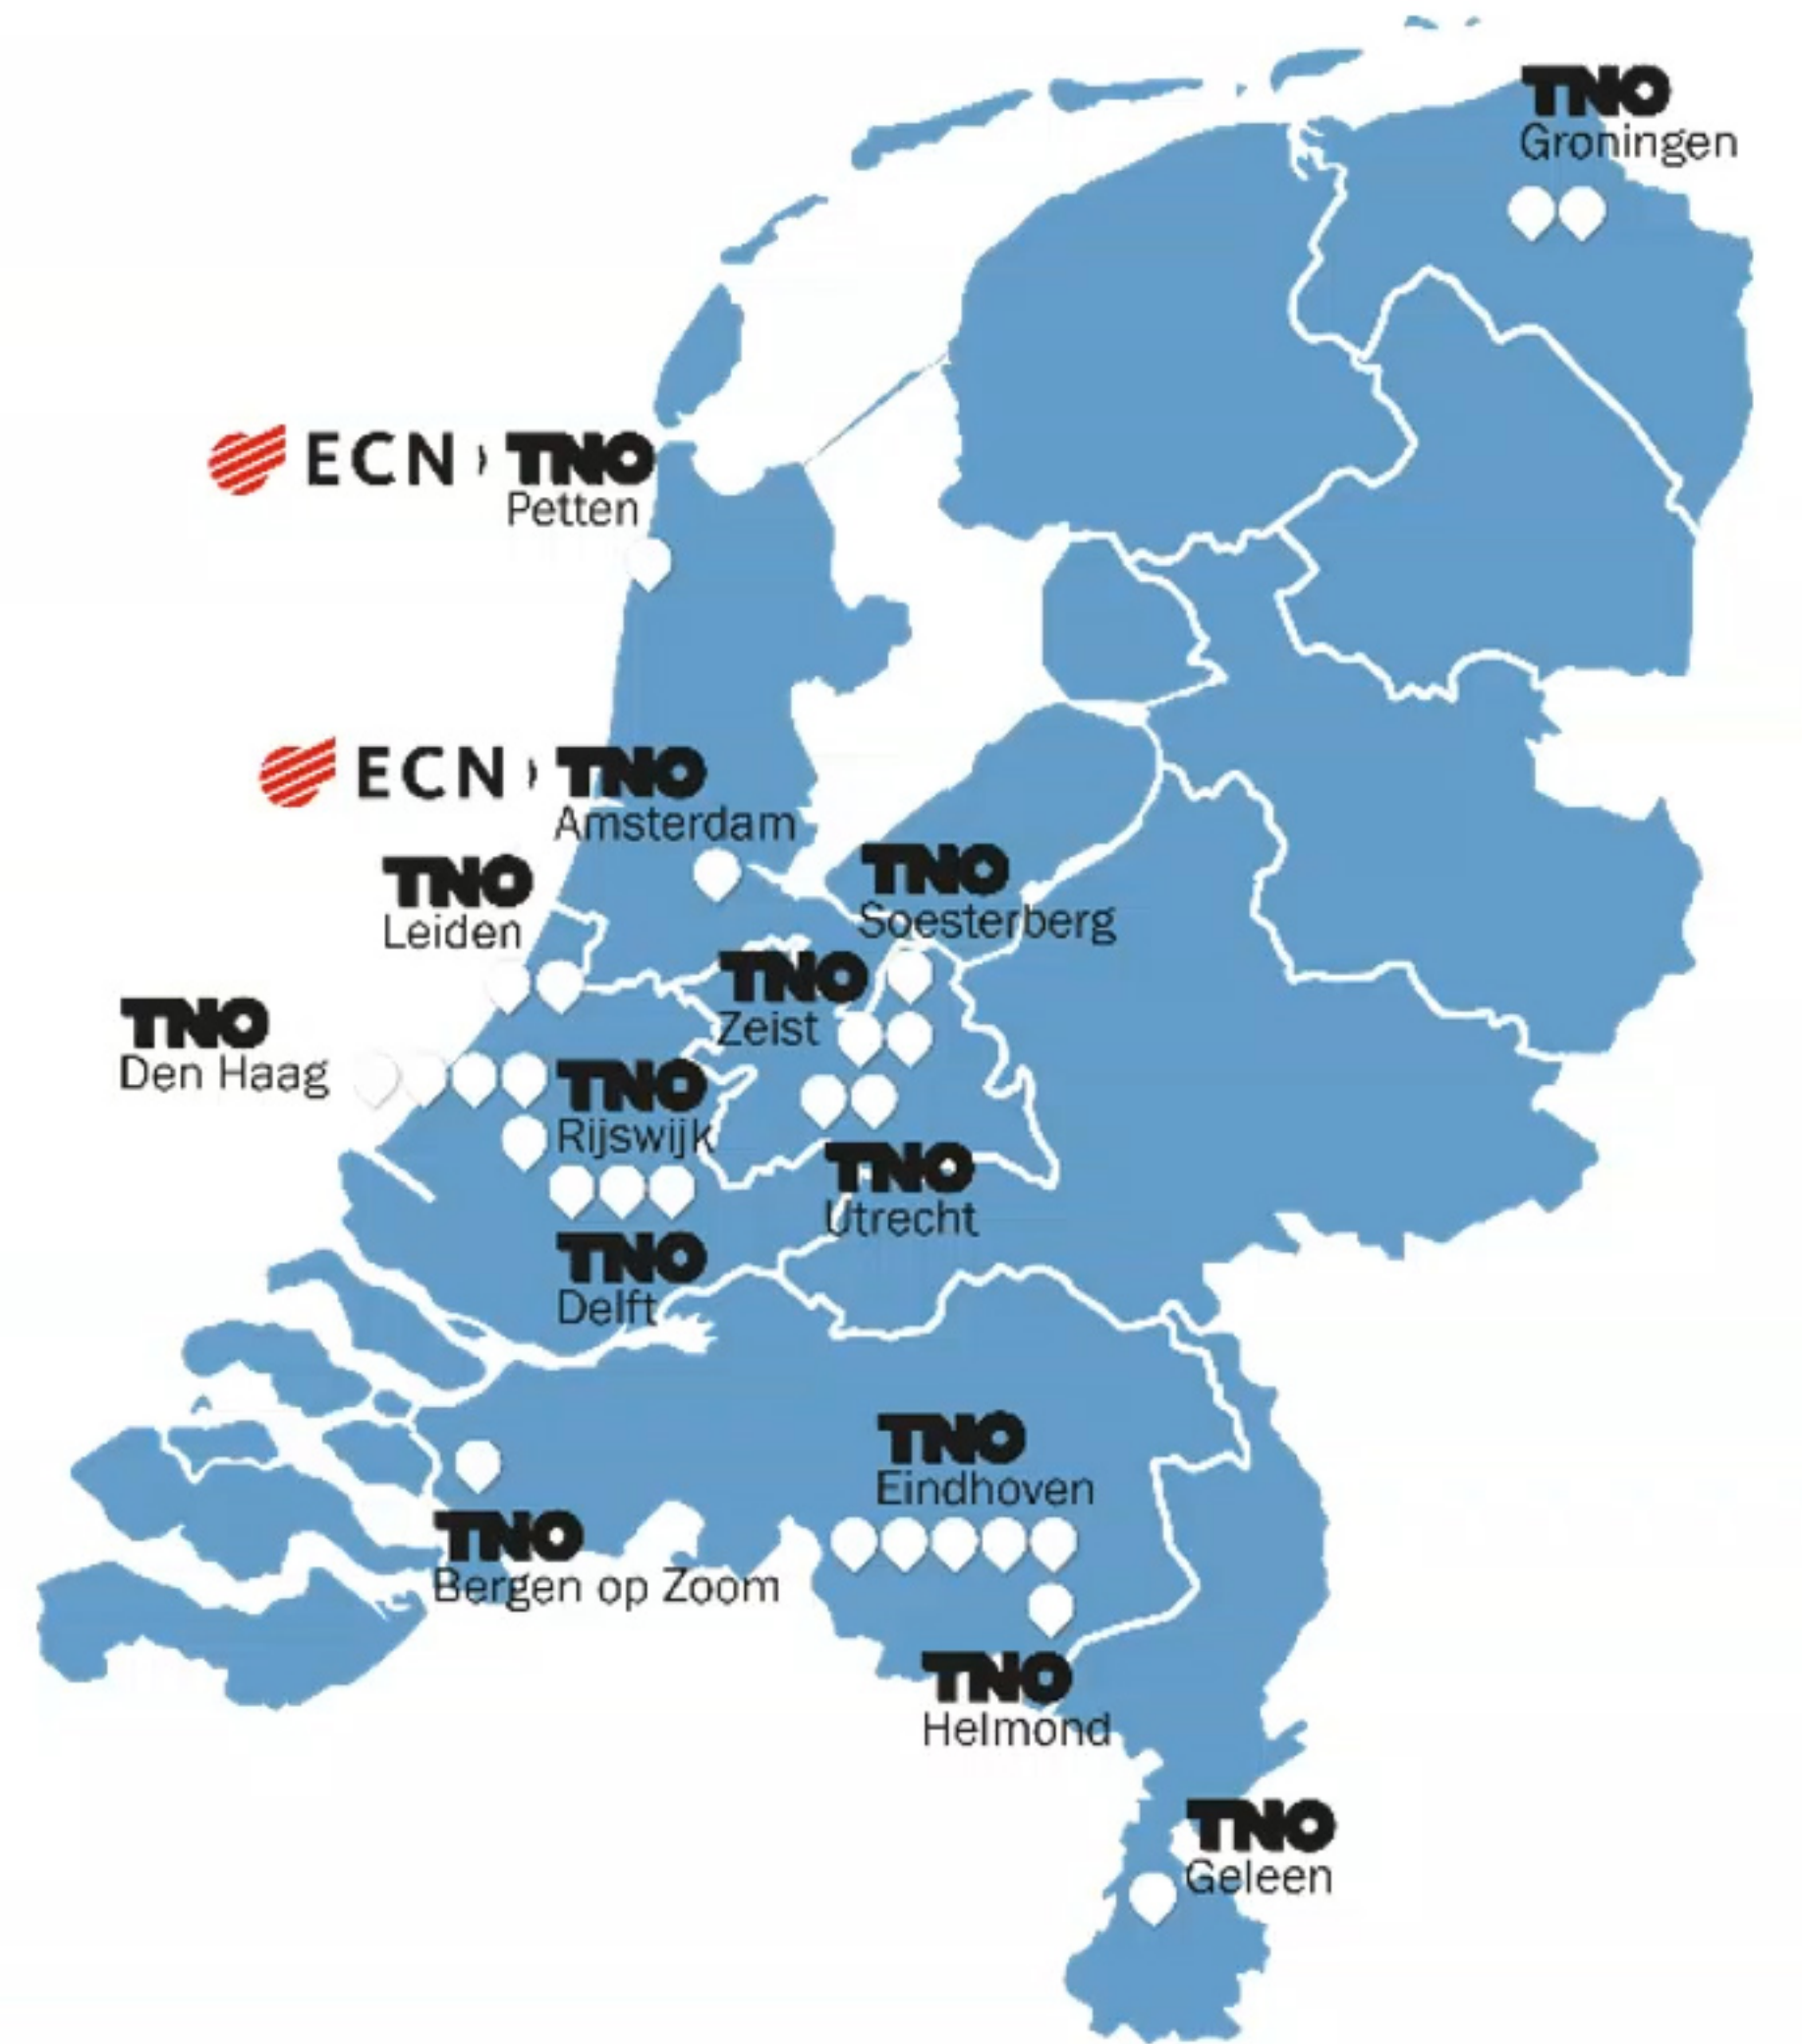 TNO
Groningen
ECN TNO
Petten
ECN TNO
Amsterdam
TNO
Leiden
TNO
Soesterberg
TNO
Zeist
TNO
Den Haag
TNO
Rijswijk
TNO
Utrecht
TNO
Delft
TNO
Eindhoven
TNO
Bergen op Zoom
TNO
Helmond
TNO
Geleen